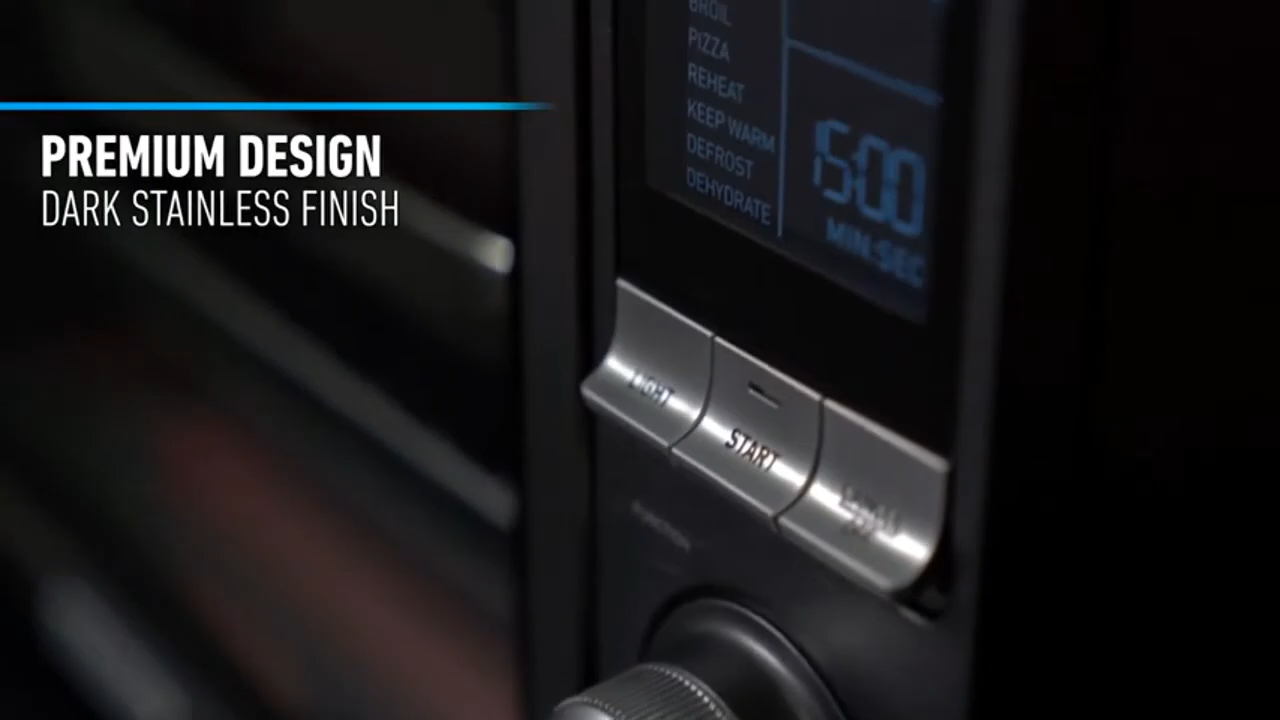 PREMIUM DESIGN
DARK STAINLESS FINISH
BROIL
PIZZA
REHEAT
KEEP WARM
DEFROST
DEHYDRATE
15:00
MIN:SEC
LIGHT
START